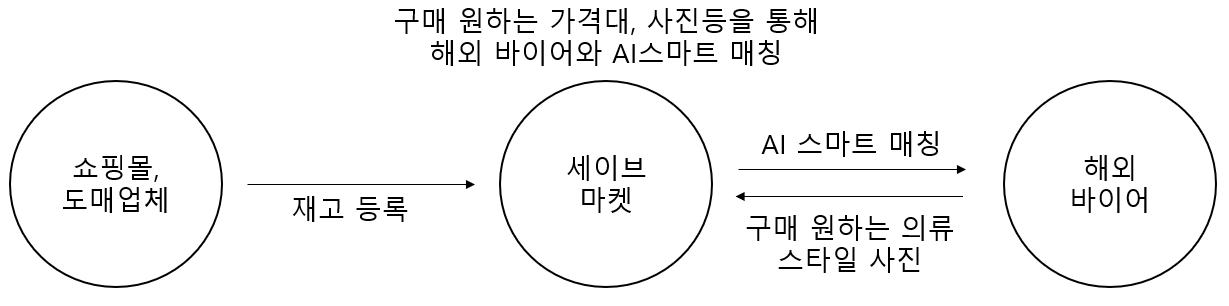 구매 원하는 가격대, 사진등을 통해
해외 바이어와 AI스마트 매칭
쇼핑몰,
도매업체
재고 등록
세이브
마켓
AI 스마트 매칭
구매 원하는 의류
스타일 사진
해외
바이어